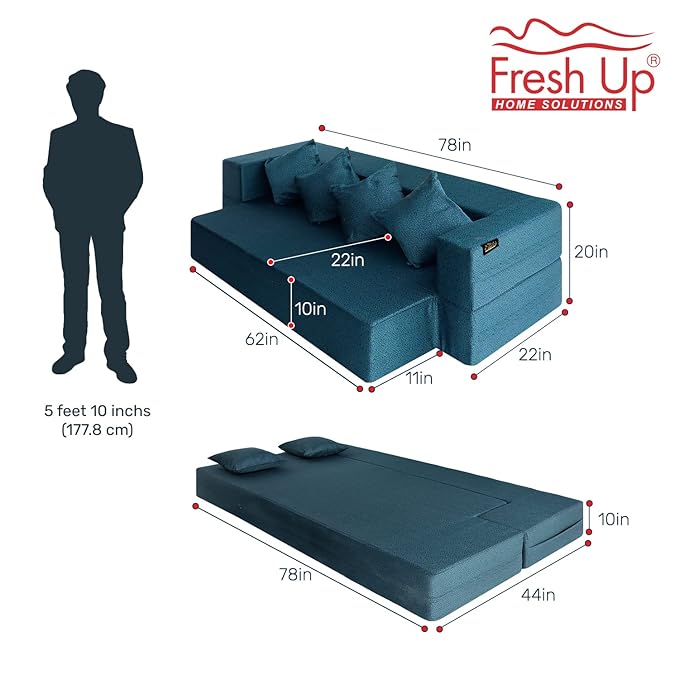 Fresh Up®
HOME SOLUTIONS
78in
20in
22in
10in
62in
11in
22in
5 feet 10 inchs
(177.8 cm)
10in
78in
44in